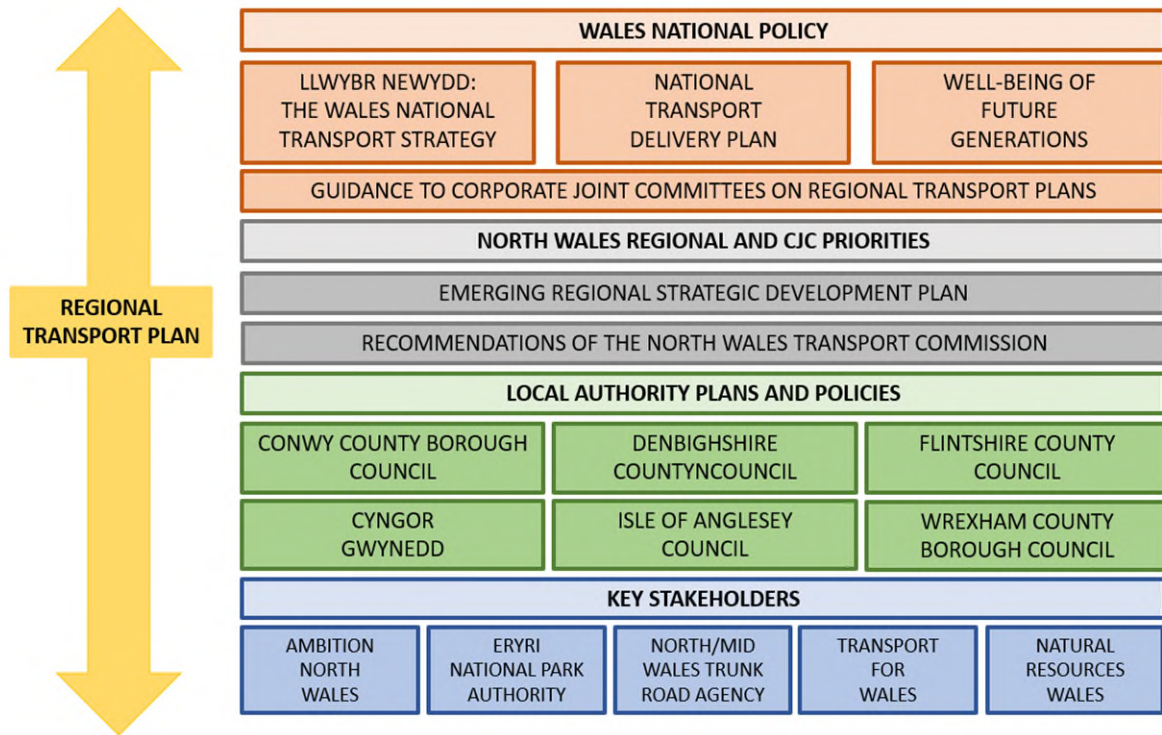 WALES NATIONAL POLICY
LLWYBR NEWYDD:
THE WALES NATIONAL
TRANSPORT STRATEGY
NATIONAL
TRANSPORT
DELIVERY PLAN
WELL-BEING OF
FUTURE
GENERATIONS
GUIDANCE TO CORPORATE JOINT COMMITTEES ON REGIONAL TRANSPORT PLANS
NORTH WALES REGIONAL AND CJC PRIORITIES
REGIONAL
TRANSPORT PLAN
EMERGING REGIONAL STRATEGIC DEVELOPMENT PLAN
RECOMMENDATIONS OF THE NORTH WALES TRANSPORT COMMISSION
LOCAL AUTHORITY PLANS AND POLICIES
CONWY COUNTY BOROUGH
COUNCIL
DENBIGHSHIRE
COUNTYNCOUNCIL
FLINTSHIRE COUNTY
COUNCIL
CYNGOR
GWYNEDD
ISLE OF ANGLESEY
COUNCIL
WREXHAM COUNTY
BOROUGH COUNCIL
KEY STAKEHOLDERS
AMBITION
NORTH
WALES
ERYRI
NATIONAL PARK
AUTHORITY
NORTH/MID
WALES TRUNK
ROAD AGENCY
TRANSPORT
FOR
WALES
NATURAL
RESOURCES
WALES